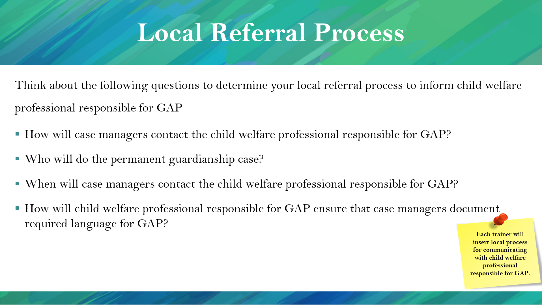 Local Referral Process
Think about the following questions to determine your local referral process to inform child welfare
professional responsible for GAP
▪ How will case managers contact the child welfare professional responsible for GAP?
▪ Who will do the permanent guardianship case?
▪ When will case managers contact the child welfare professional responsible for GAP?
▪ How will child welfare professional responsible for GAP ensure that case managers document
required language for GAP?
Each trainer will
insert local process
for communicating
with child welfare
professional
responsible for GAP.